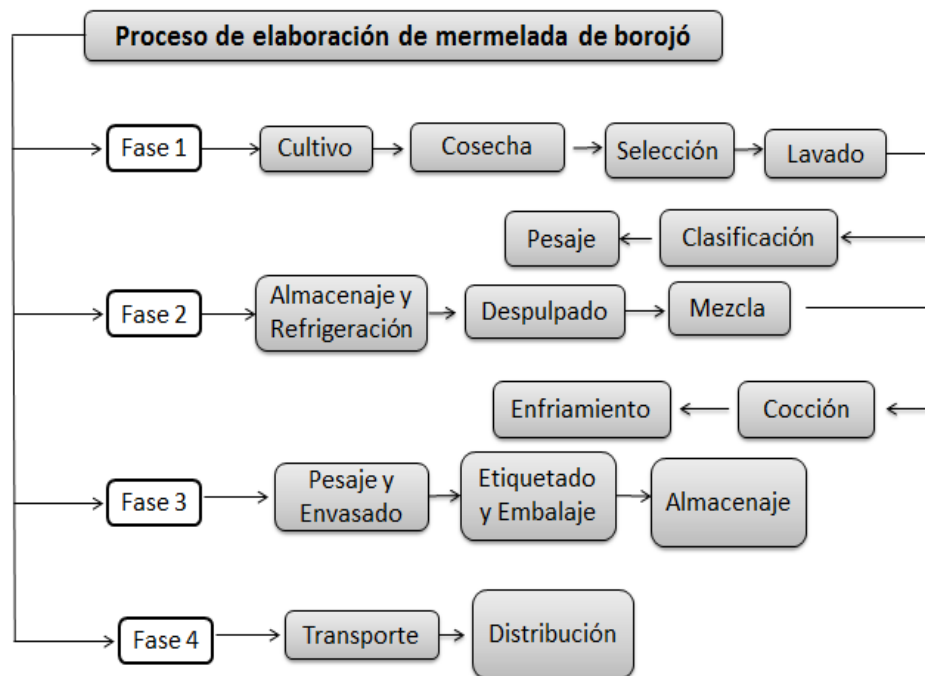 Proceso de elaboración de mermelada de borojó
Fase 1
Cultivo
Cosecha
Selección
Lavado
Clasificación
Pesaje
Fase 2
Almacenaje y
Refrigeración
Despulpado
Mezcla
Cocción
Enfriamiento
Fase 3
Pesaje y
Envasado
Etiquetado
y Embalaje
Almacenaje
Fase 4
Transporte
Distribución